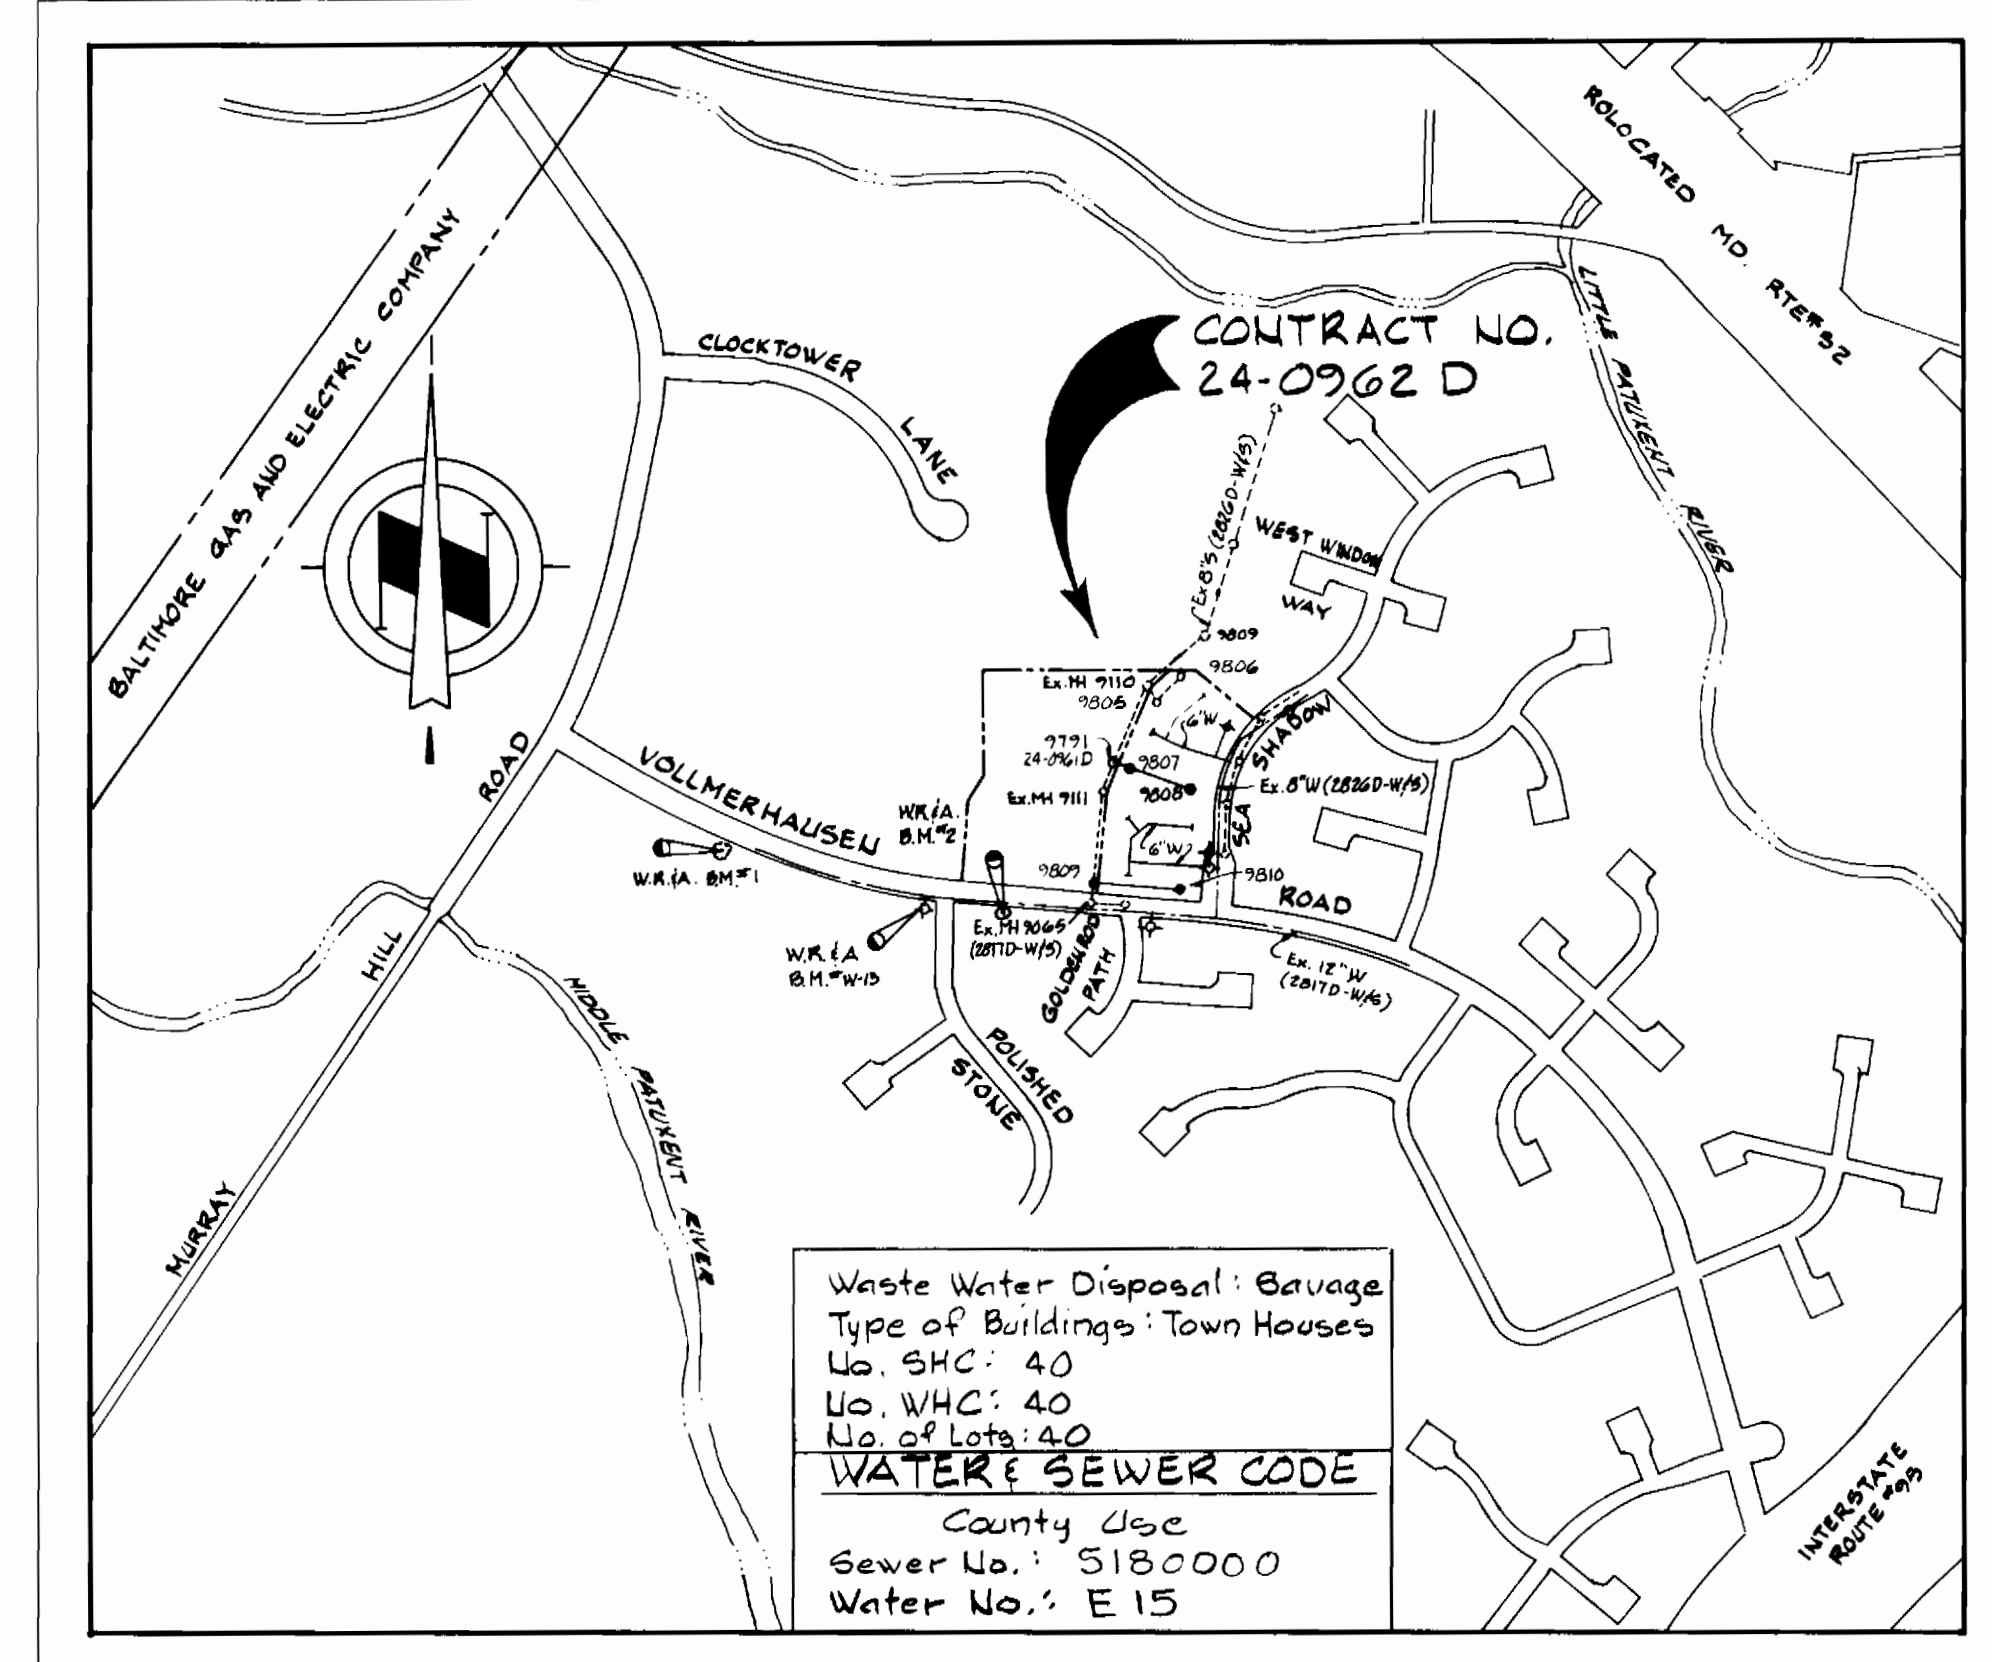 ROLOCATED MD. RTE#32
BALTIMORE GAS AND ELECTRIC COMPANY
LITTLE PATUXENT RIVER
CONTRACT NO.
24-0962 D
CLOCKTOWER LANE
Ex 8"S (2826D-W/S)
WEST WINDOW
WAY
9809
9806
Ex. MH 9110
9805
6"W
SEA SHADOW
9791
24-0961D
9807
Ex. 8"W (2826D-W/S)
9808
Ex. MH 9111
W.R.&A.
B.M.#2
6"W
W.R.&A. B.M.#1
9809
9810
VOLLMERHAUSEN ROAD
Ex. MH 9065
(2817D-W/S)
W.R.&A
B.M.#W-13
GOLDENROD
PATH
Ex. 12"W
(2817D-W/S)
MURRAY HILL ROAD
MIDDLE PATUXENT RIVER
POLISHED
STONE
Waste Water Disposal: Savage
Type of Buildings: Town Houses
No. SHC: 40
No. WHC: 40
No. of Lots: 40
WATER & SEWER CODE
County Use
Sewer No.: 5180000
Water No.: E 15
INTERSTATE
ROUTE #95